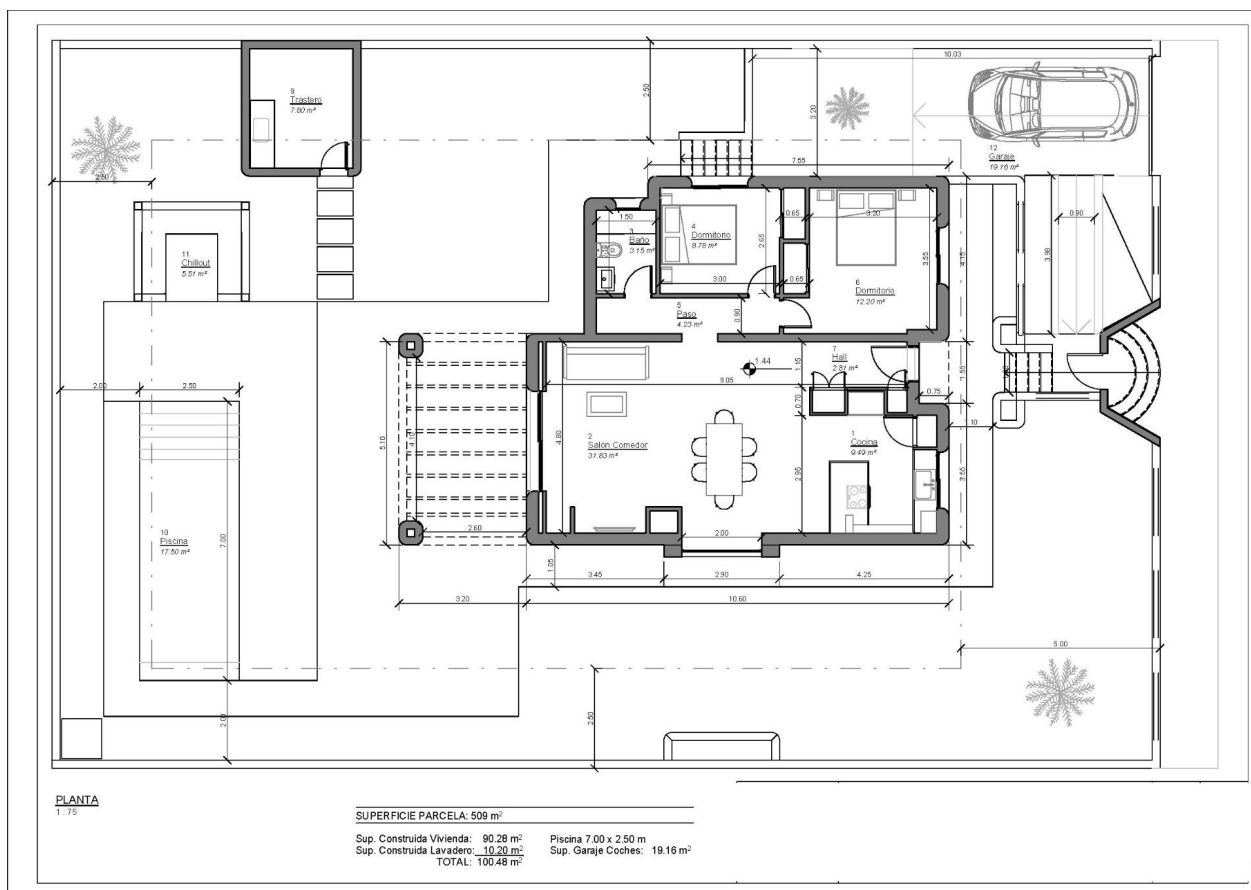 9
Trastero
7.80 m²
2.50
10.03
3.20
12
Garaje
19.16 m²
7.55
2.50
11
Chillout
5.51 m²
1.50
3
Baño
3.15 m²
4
Dormitorio
8.78 m²
2.65
3.00
0.65
0.65
3.20
3.55
6
Dormitorio
12.20 m²
4.15
0.90
3.98
5
Paso
4.23 m²
0.90
2.00
2.50
1.44
7
Hall
2.81 m²
1.15
9.05
0.70
0.75
1.55
10
5.10
4.10
4.80
2
Salón Comedor
31.83 m²
1
Cocina
9.49 m²
2.95
3.55
10
Piscina
17.50 m²
7.00
2.60
2.00
1.05
3.45
2.90
4.25
3.20
10.60
5.00
2.00
2.50
PLANTA
1 : 75
SUPERFICIE PARCELA: 509 m²
Sup. Construida Vivienda: 90.28 m² Piscina 7.00 x 2.50 m
Sup. Construida Lavadero: 10.20 m² Sup. Garaje Coches: 19.16 m²
TOTAL: 100.48 m²